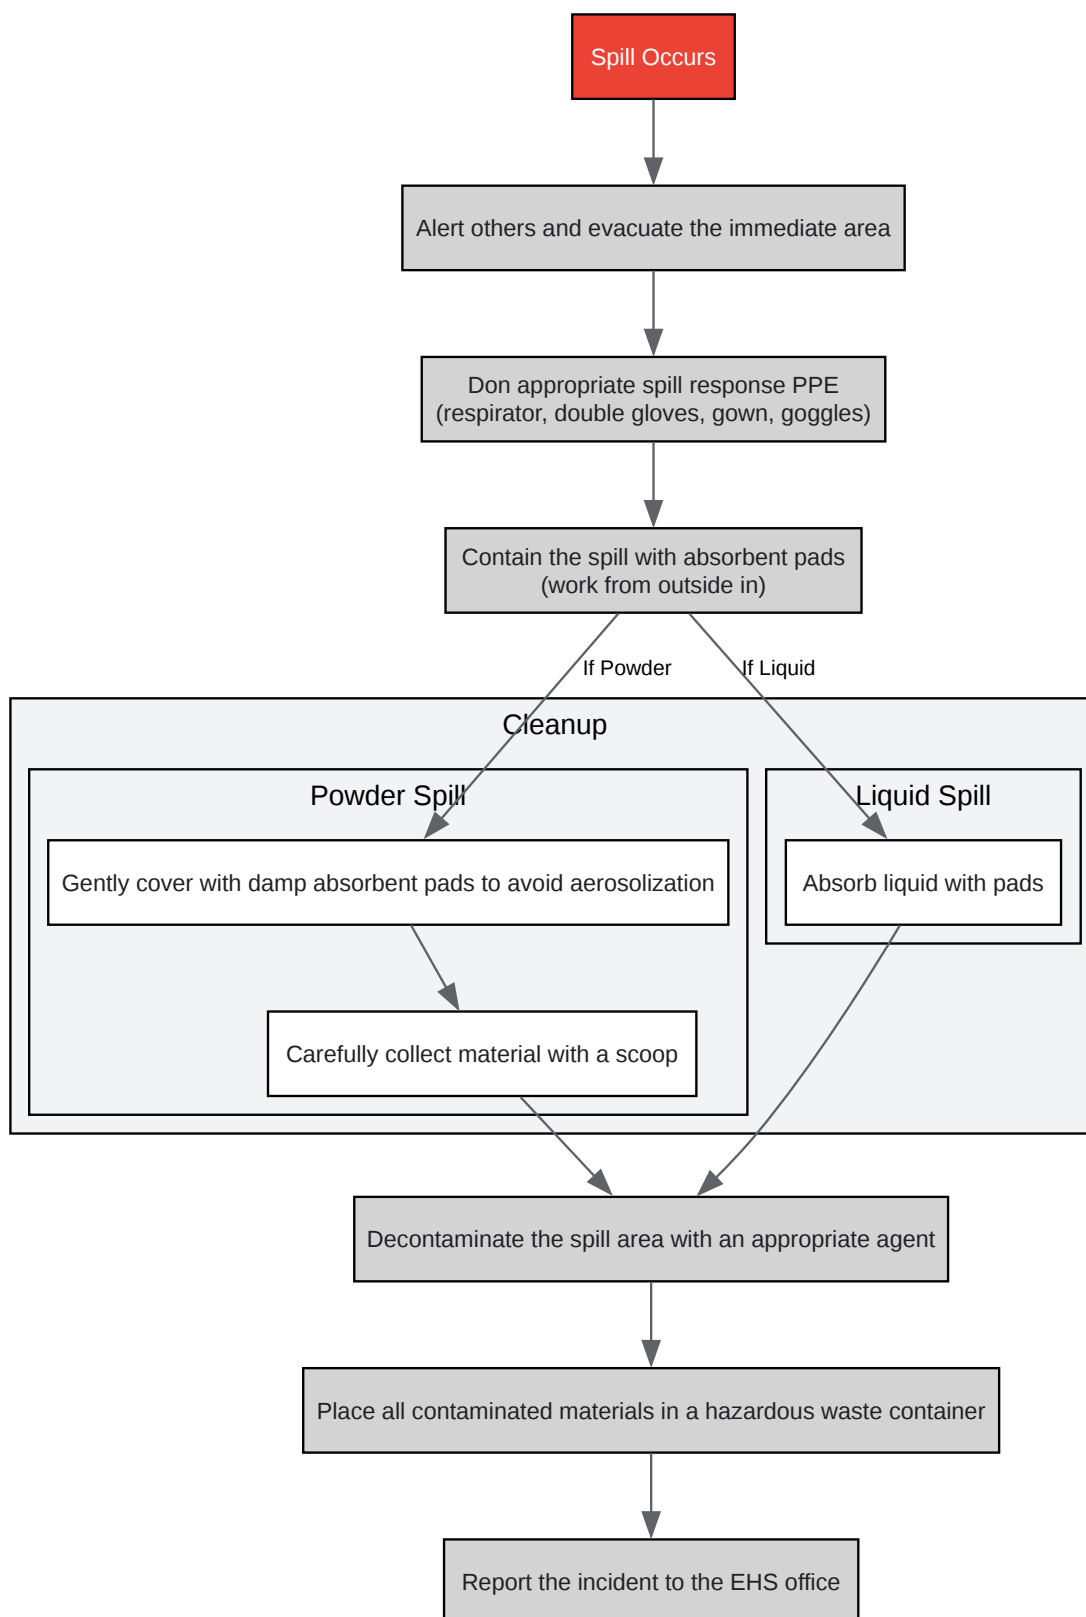 Spill Occurs
Alert others and evacuate the immediate area
Don appropriate spill response PPE
(respirator, double gloves, gown, goggles)
Contain the spill with absorbent pads
(work from outside in)
If Powder
If Liquid
Cleanup
Powder Spill
Liquid Spill
Gently cover with damp absorbent pads to avoid aerosolization
Absorb liquid with pads
Carefully collect material with a scoop
Decontaminate the spill area with an appropriate agent
Place all contaminated materials in a hazardous waste container
Report the incident to the EHS office